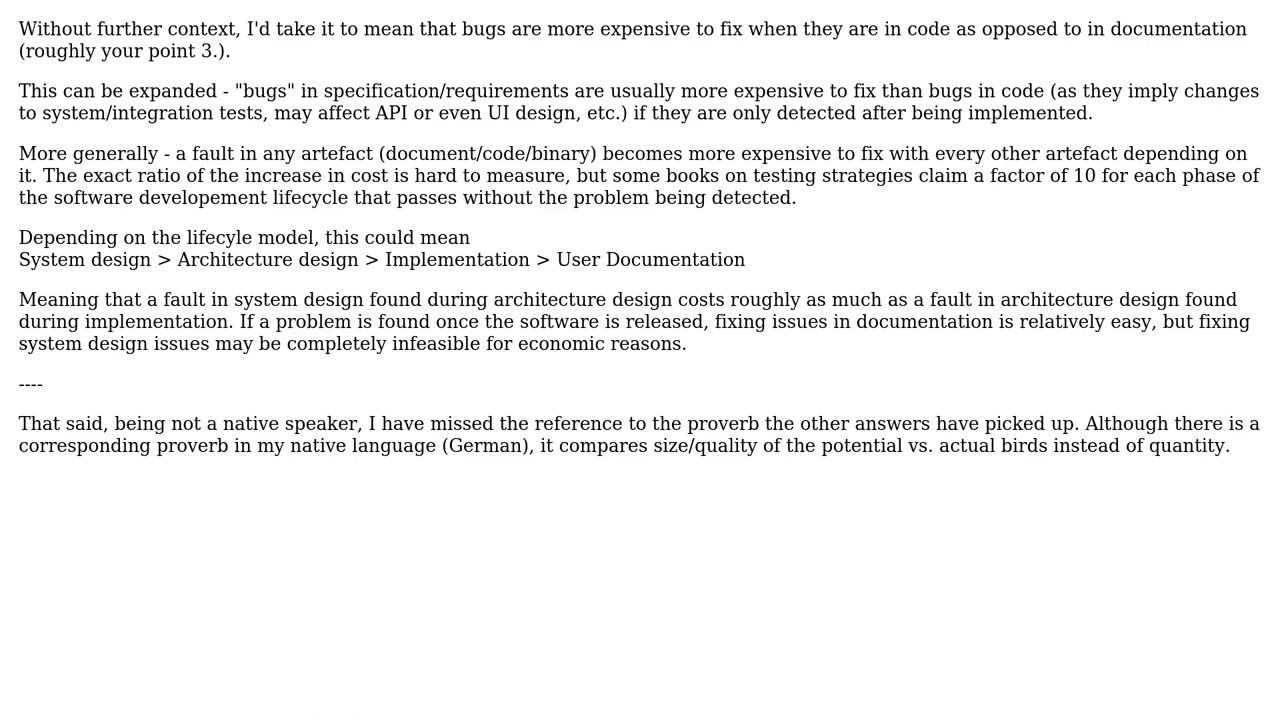 Without further context, I'd take it to mean that bugs are more expensive to fix when they are in code as opposed to in documentation
(roughly your point 3.).
This can be expanded - "bugs" in specification/requirements are usually more expensive to fix than bugs in code (as they imply changes
to system/integration tests, may affect API or even UI design, etc.) if they are only detected after being implemented.
More generally - a fault in any artefact (document/code/binary) becomes more expensive to fix with every other artefact depending on
it. The exact ratio of the increase in cost is hard to measure, but some books on testing strategies claim a factor of 10 for each phase of
the software developement lifecycle that passes without the problem being detected.
Depending on the lifecyle model, this could mean
System design > Architecture design > Implementation > User Documentation
Meaning that a fault in system design found during architecture design costs roughly as much as a fault in architecture design found
during implementation. If a problem is found once the software is released, fixing issues in documentation is relatively easy, but fixing
system design issues may be completely infeasible for economic reasons.
----
That said, being not a native speaker, I have missed the reference to the proverb the other answers have picked up. Although there is a
corresponding proverb in my native language (German), it compares size/quality of the potential vs. actual birds instead of quantity.